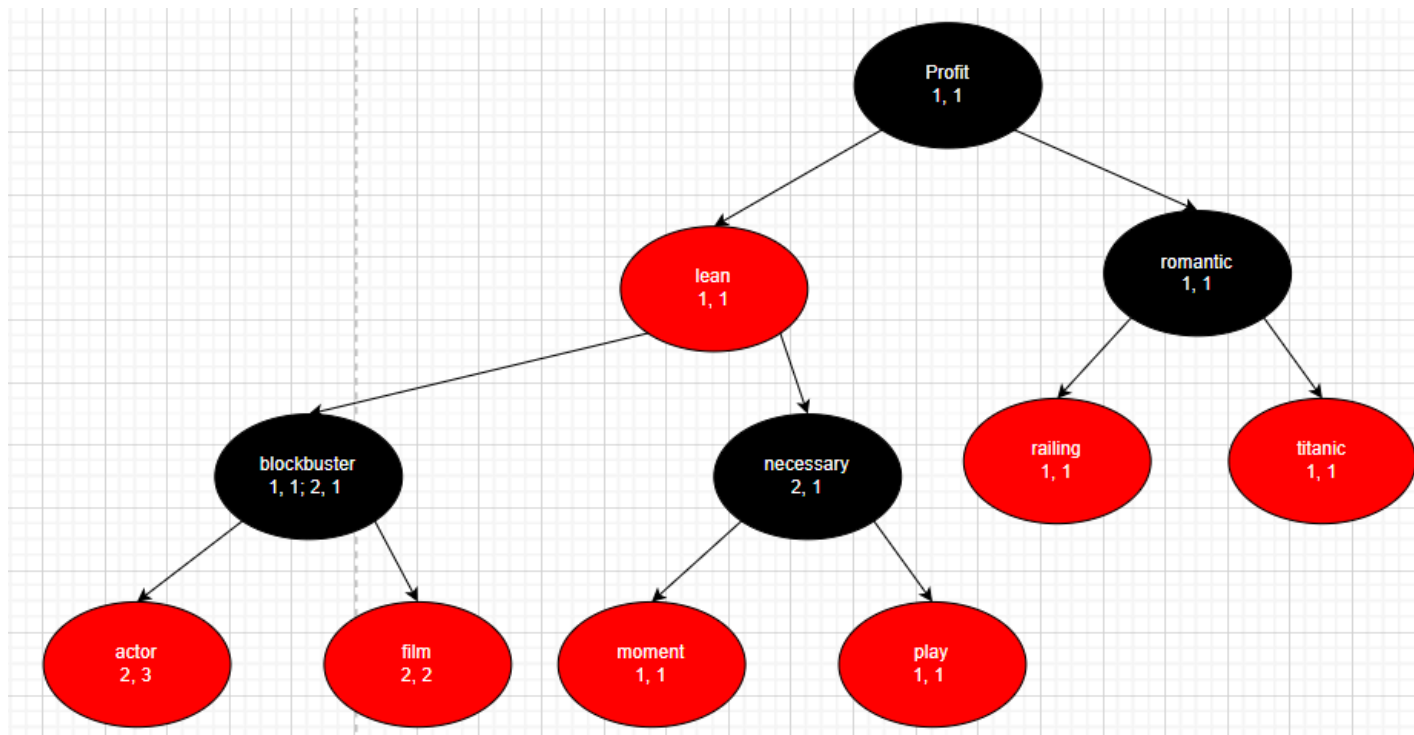 Profit
1, 1
lean
1, 1
romantic
1, 1
blockbuster
1, 1; 2, 1
necessary
2, 1
railing
1, 1
titanic
1, 1
actor
2, 3
film
2, 2
moment
1, 1
play
1, 1